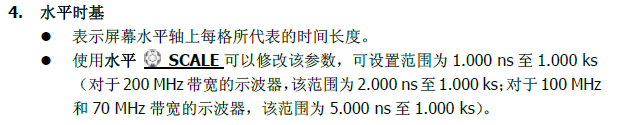 4. 水平时基
● 表示屏幕水平轴上每格所代表的时间长度。
● 使用水平 SCALE 可以修改该参数，可设置范围为 1.000 ns 至 1.000 ks
（对于 200 MHz 带宽的示波器，该范围为 2.000 ns 至 1.000 ks；对于 100 MHz
和 70 MHz 带宽的示波器，该范围为 5.000 ns 至 1.000 ks）。